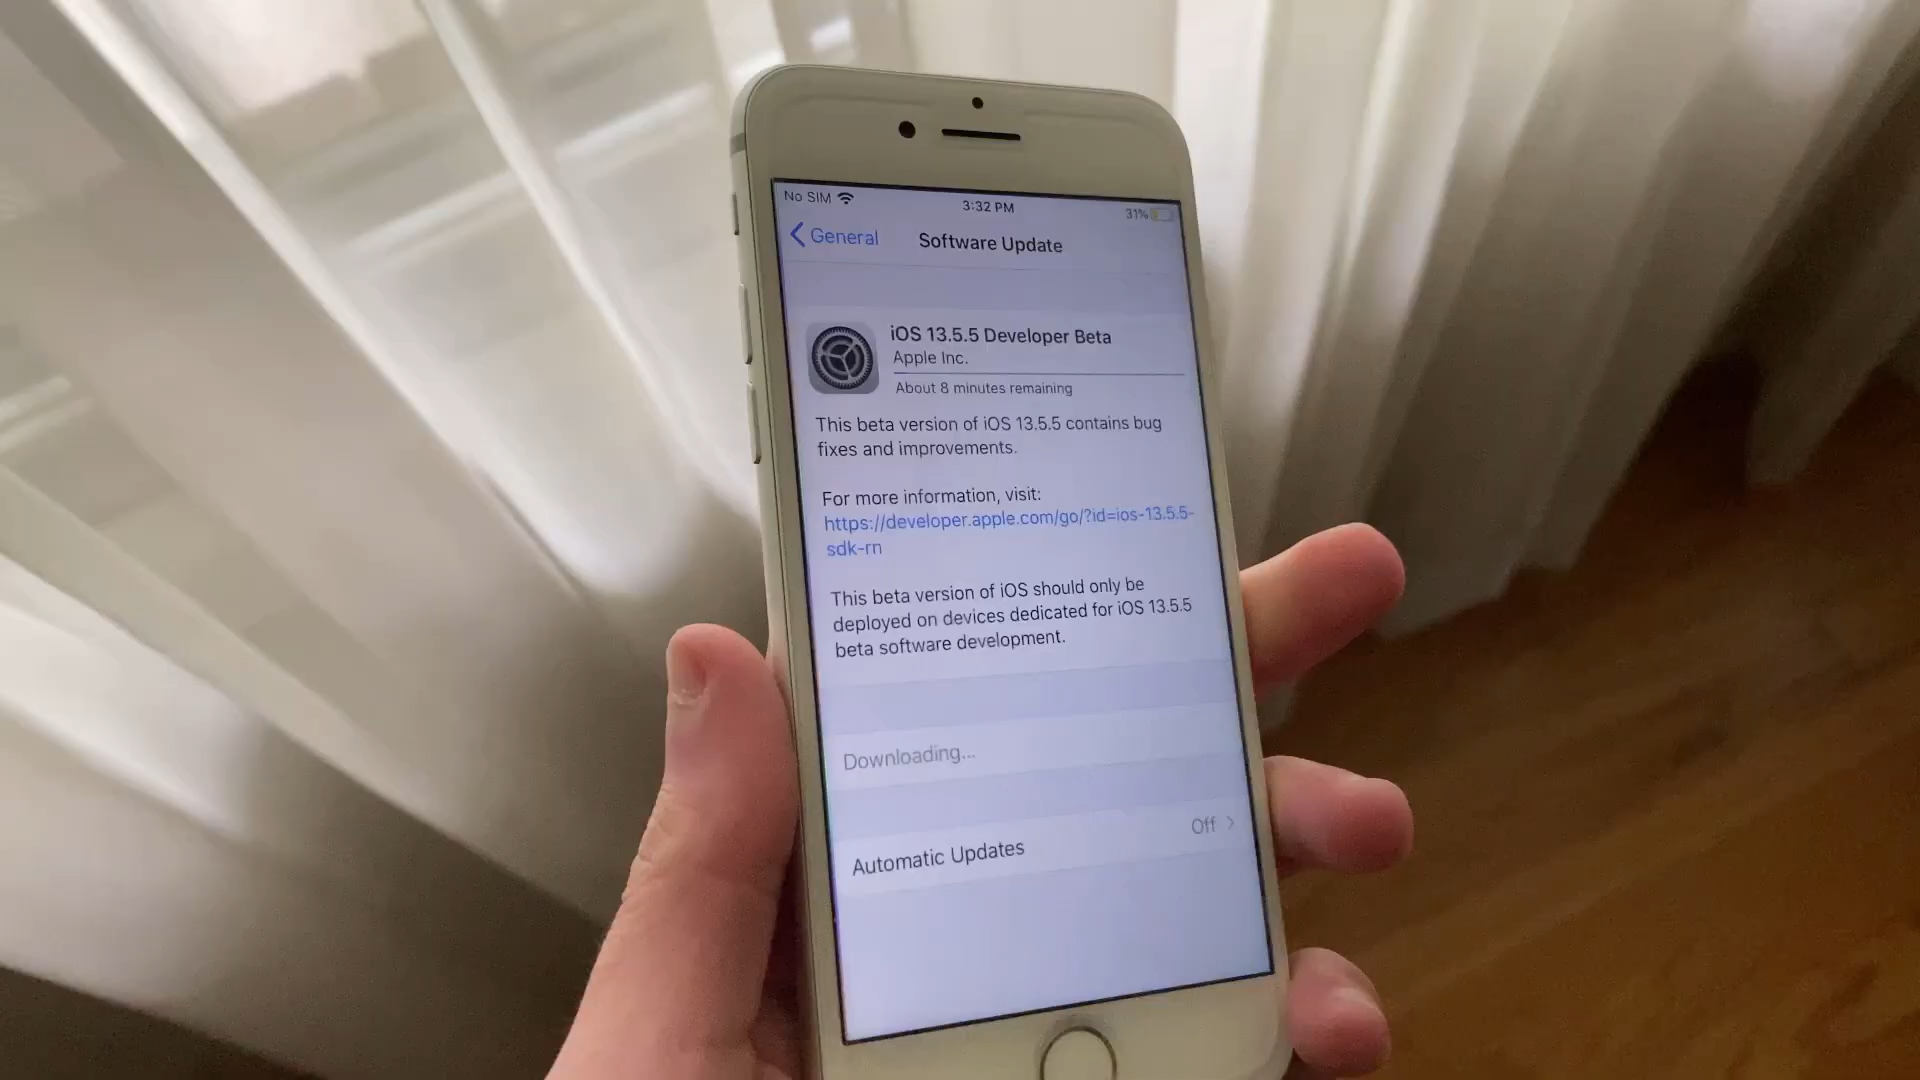 No SIM
3:32 PM
31%
General
Software Update
iOS 13.5.5 Developer Beta
Apple Inc.
About 8 minutes remaining
This beta version of iOS 13.5.5 contains bug
fixes and improvements.
For more information, visit:
https://developer.apple.com/go/?id=ios-13.5.5-
sdk-rn
This beta version of iOS should only be
deployed on devices dedicated for iOS 13.5.5
beta software development.
Downloading...
Automatic Updates
Off